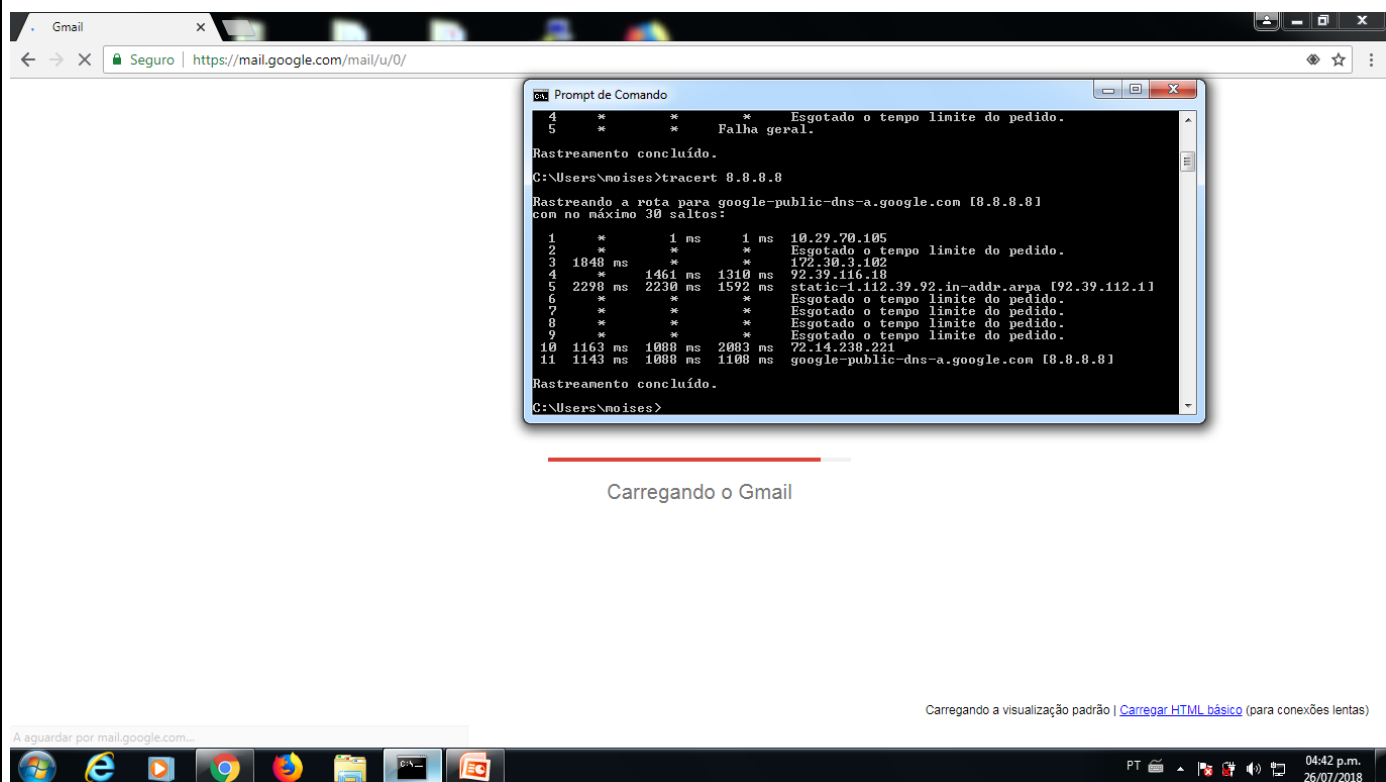 Gmail
Seguro | https://mail.google.com/mail/u/0/
Prompt de Comando
4 * * * Esgotado o tempo limite do pedido.
5 * * Falha geral.
Rastreamento concluído.
C:\Users\moises>tracert 8.8.8.8
Rastreando a rota para google-public-dns-a.google.com [8.8.8.8]
com no máximo 30 saltos:
1 * 1 ms 1 ms 10.29.70.105
2 * * * Esgotado o tempo limite do pedido.
3 1848 ms * * 172.30.3.102
4 * 1461 ms 1310 ms 92.39.116.18
5 2298 ms 2230 ms 1592 ms static-1.112.39.92.in-addr.arpa [92.39.112.1]
6 * * * Esgotado o tempo limite do pedido.
7 * * * Esgotado o tempo limite do pedido.
8 * * * Esgotado o tempo limite do pedido.
9 * * * Esgotado o tempo limite do pedido.
10 1163 ms 1088 ms 2083 ms 72.14.238.221
11 1143 ms 1088 ms 1108 ms google-public-dns-a.google.com [8.8.8.8]
Rastreamento concluído.
C:\Users\moises>
Carregando o Gmail
Carregando a visualização padrão | Carregar HTML básico (para conexões lentas)
A aguardar por mail.google.com...
PT
04:42 p.m.
26/07/2018